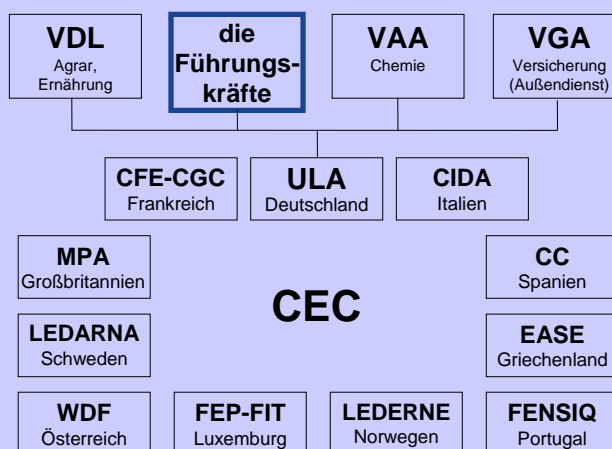 VDL
Agrar,
Ernährung
die
Führungs-
kräfte
VAA
Chemie
VGA
Versicherung
(Außendienst)
CFE-CGC
Frankreich
ULA
Deutschland
CIDA
Italien
MPA
Großbritannien
CC
Spanien
CEC
LEDARNA
Schweden
EASE
Griechenland
WDF
Österreich
FEP-FIT
Luxemburg
LEDERNE
Norwegen
FENSIQ
Portugal